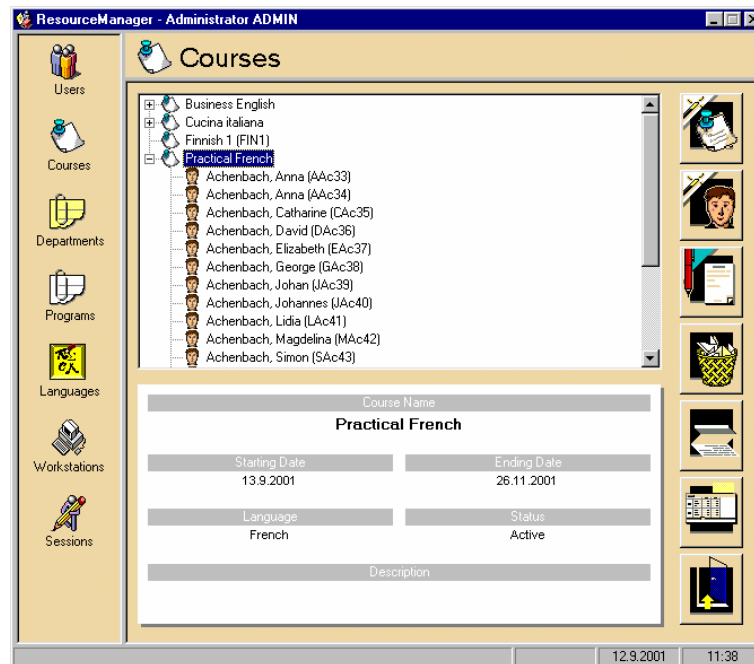 ResourceManager - Administrator ADMIN
Users
Courses
Departments
Programs
Languages
Workstations
Sessions
Courses
Business English
Cucina italiana
Finnish 1 (FIN1)
Practical French
Achenbach, Anna (AAc33)
Achenbach, Anna (AAc34)
Achenbach, Catharine (CAc35)
Achenbach, David (DAc36)
Achenbach, Elizabeth (EAc37)
Achenbach, George (GAc38)
Achenbach, Johan (JAc39)
Achenbach, Johannes (JAc40)
Achenbach, Lidia (LAc41)
Achenbach, Magdelina (MAc42)
Achenbach, Simon (SAc43)
Course Name
Practical French
Starting Date Ending Date
13.9.2001 26.11.2001
Language Status
French Active
Description
12.9.2001 11:38